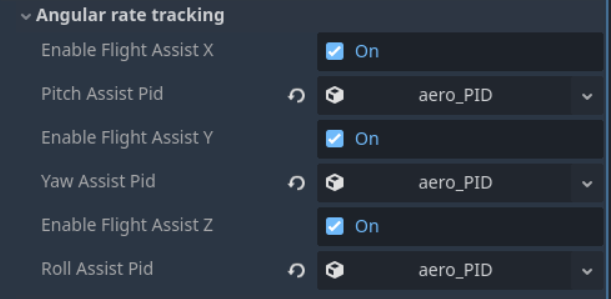 Angular rate tracking
Enable Flight Assist X On
Pitch Assist Pid aero_PID
Enable Flight Assist Y On
Yaw Assist Pid aero_PID
Enable Flight Assist Z On
Roll Assist Pid aero_PID